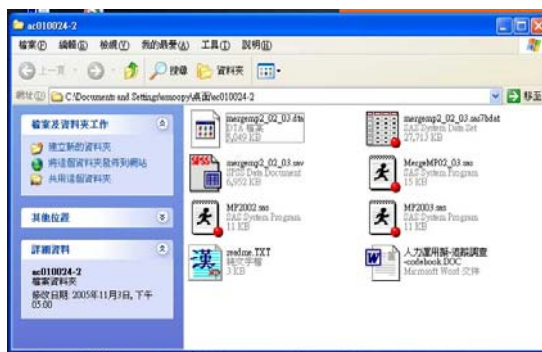 ac010024-2
檔案(F) 編輯(E) 檢視(V) 我的最愛(A) 工具(T) 說明(H)
上一頁 搜尋 資料夾
網址(D) C:\Documents and Settings\snoopy\桌面\ac010024-2 移至
檔案及資料夾工作
建立新的資料夾
將這個資料夾發佈到網站
共用這個資料夾
其他位置
詳細資料
ac010024-2
檔案資料夾
修改日期: 2005年11月3日, 下午
05:00
mergemp2_02_03.dta
DTA 檔案
mergemp2_02_03.sas7bdat
SAS System Data Set
27,713 KB
mergemp2_02_03.sav
SPSS Data Document
6,952 KB
MergeMP02_03.sas
SAS System Program
15 KB
MP2002.sas
SAS System Program
11 KB
MP2003.sas
SAS System Program
11 KB
readme.TXT
純文字檔
3 KB
人力運用擬-追蹤調查
-codebook.DOC
Microsoft Word 文件